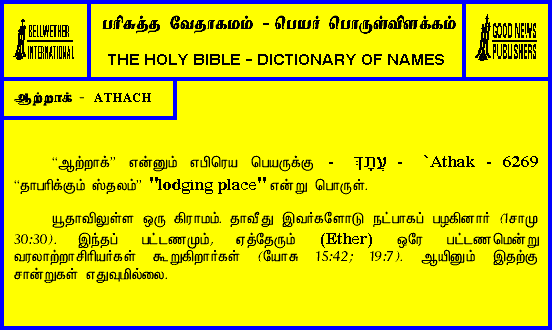 BELLWETHER
INTERNATIONAL
பரிசுத்த வேதாகமம் - பெயர் பொருள்விளக்கம்
THE HOLY BIBLE - DICTIONARY OF NAMES
GOOD NEWS
PUBLISHERS
ஆற்றாக் - ATHACH
“ஆற்றாக்” என்னும் எபிரெய பெயருக்கு - עֲתָךְ - `Athak - 6269
“தாபரிக்கும் ஸ்தலம்” "lodging place" என்று பொருள்.
யூதாவிலுள்ள ஒரு கிராமம். தாவீது இவர்களோடு நட்பாகப் பழகினார் (1சாமு
30:30). இந்தப் பட்டணமும், ஏத்தேரும் (Ether) ஒரே பட்டணமென்று
வரலாற்றாசிரியர்கள் கூறுகிறார்கள் (யோசு 15:42; 19:7). ஆயினும் இதற்கு
சான்றுகள் எதுவுமில்லை.